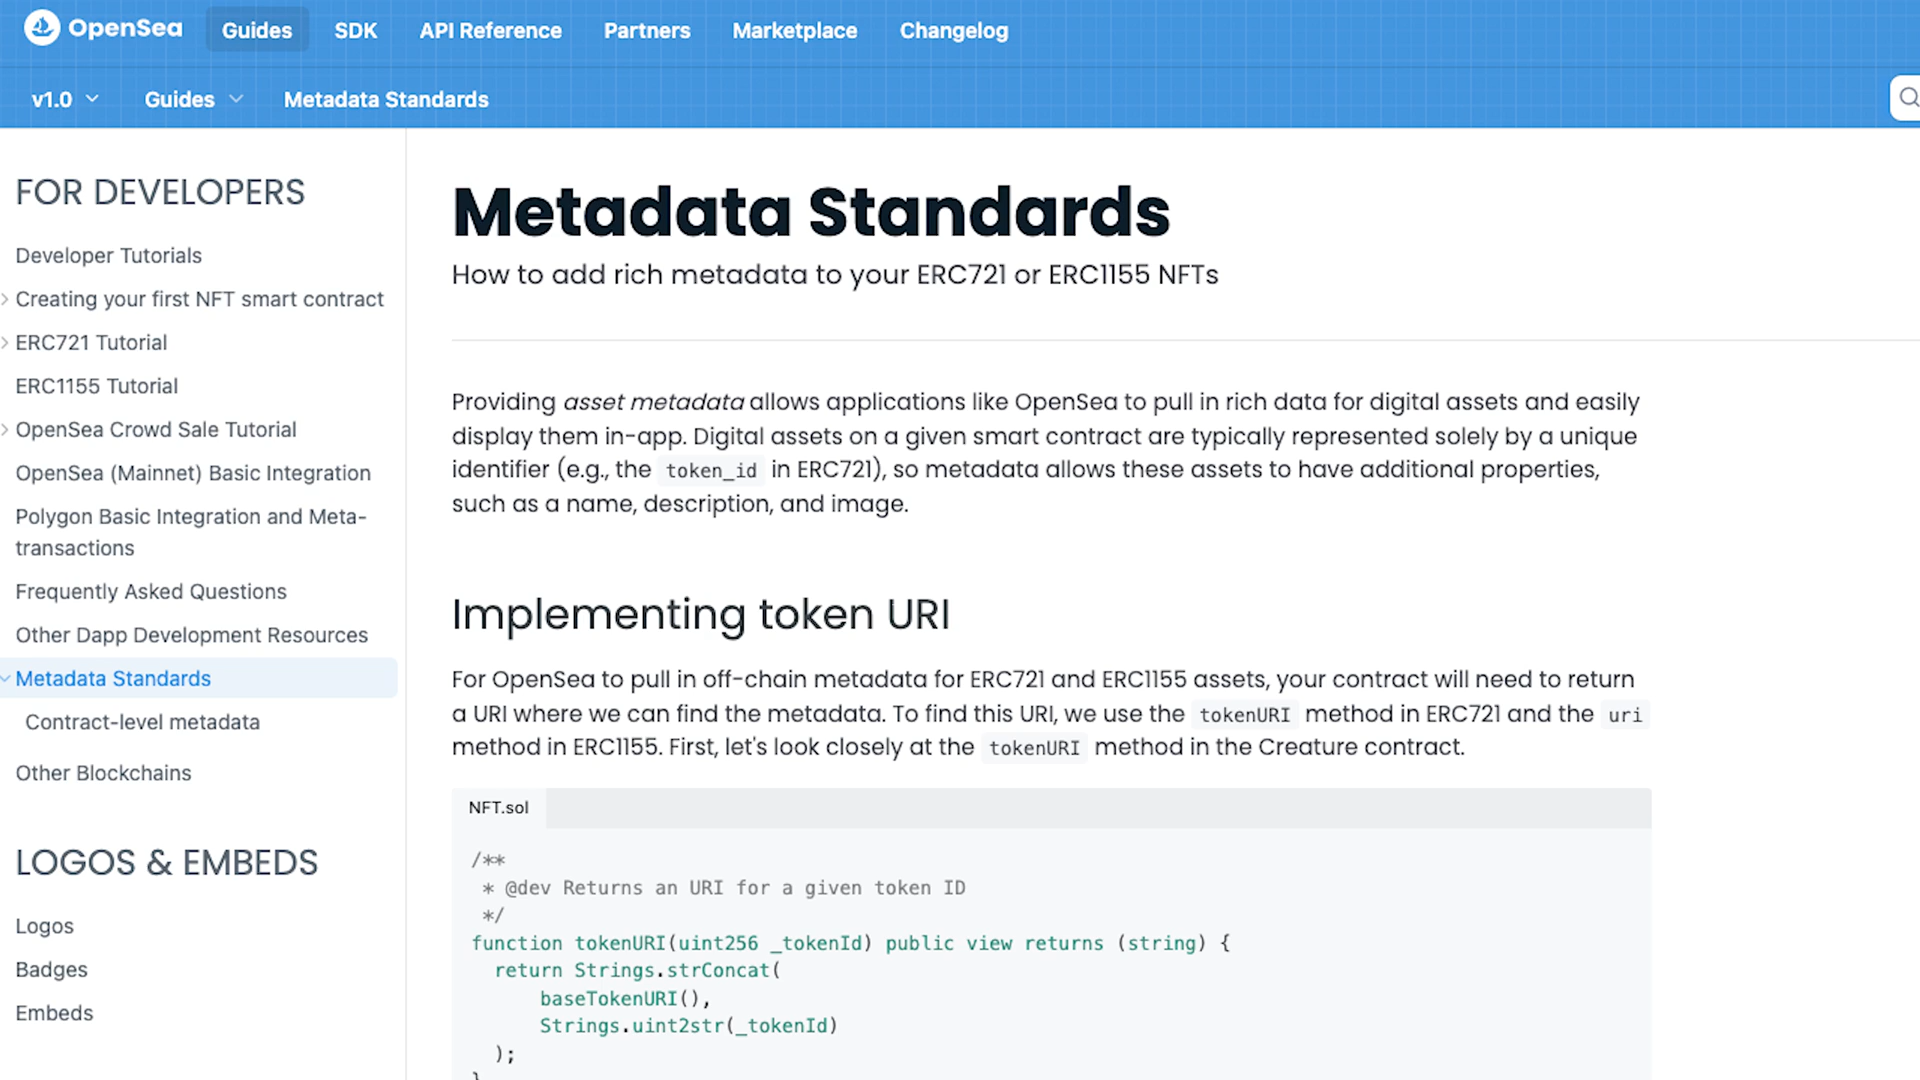 OpenSea Guides SDK API Reference Partners Marketplace Changelog
v1.0 Guides Metadata Standards
FOR DEVELOPERS
Developer Tutorials
Creating your first NFT smart contract
ERC721 Tutorial
ERC1155 Tutorial
OpenSea Crowd Sale Tutorial
OpenSea (Mainnet) Basic Integration
Polygon Basic Integration and Meta-
transactions
Frequently Asked Questions
Other Dapp Development Resources
Metadata Standards
Contract-level metadata
Other Blockchains
LOGOS & EMBEDS
Logos
Badges
Embeds
Metadata Standards
How to add rich metadata to your ERC721 or ERC1155 NFTs
Providing asset metadata allows applications like OpenSea to pull in rich data for digital assets and easily
display them in-app. Digital assets on a given smart contract are typically represented solely by a unique
identifier (e.g., the token_id in ERC721), so metadata allows these assets to have additional properties,
such as a name, description, and image.
Implementing token URI
For OpenSea to pull in off-chain metadata for ERC721 and ERC1155 assets, your contract will need to return
a URI where we can find the metadata. To find this URI, we use the tokenURI method in ERC721 and the uri
method in ERC1155. First, let's look closely at the tokenURI method in the Creature contract.
NFT.sol
/**
* @dev Returns an URI for a given token ID
*/
function tokenURI(uint256 _tokenId) public view returns (string) {
return Strings.strConcat(
baseTokenURI(),
Strings.uint2str(_tokenId)
);
}